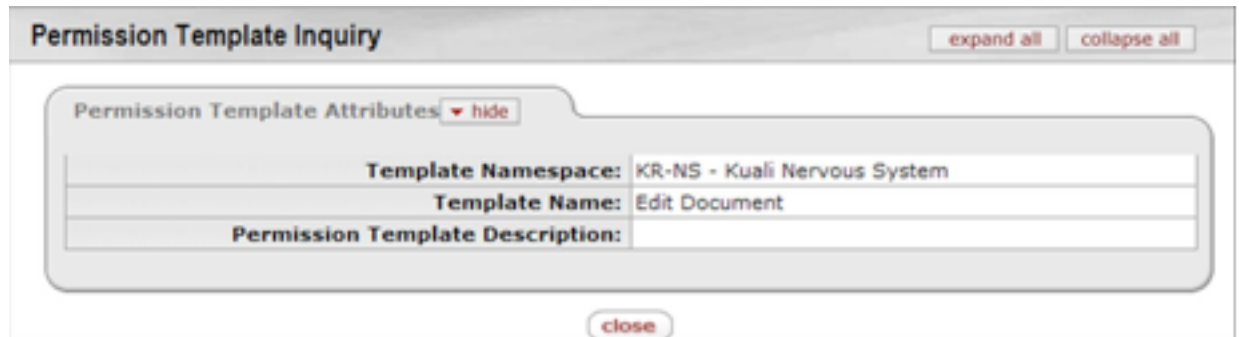 Permission Template Inquiry expand all collapse all
Permission Template Attributes hide
Template Namespace: KR-NS - Kuali Nervous System
Template Name: Edit Document
Permission Template Description:
close